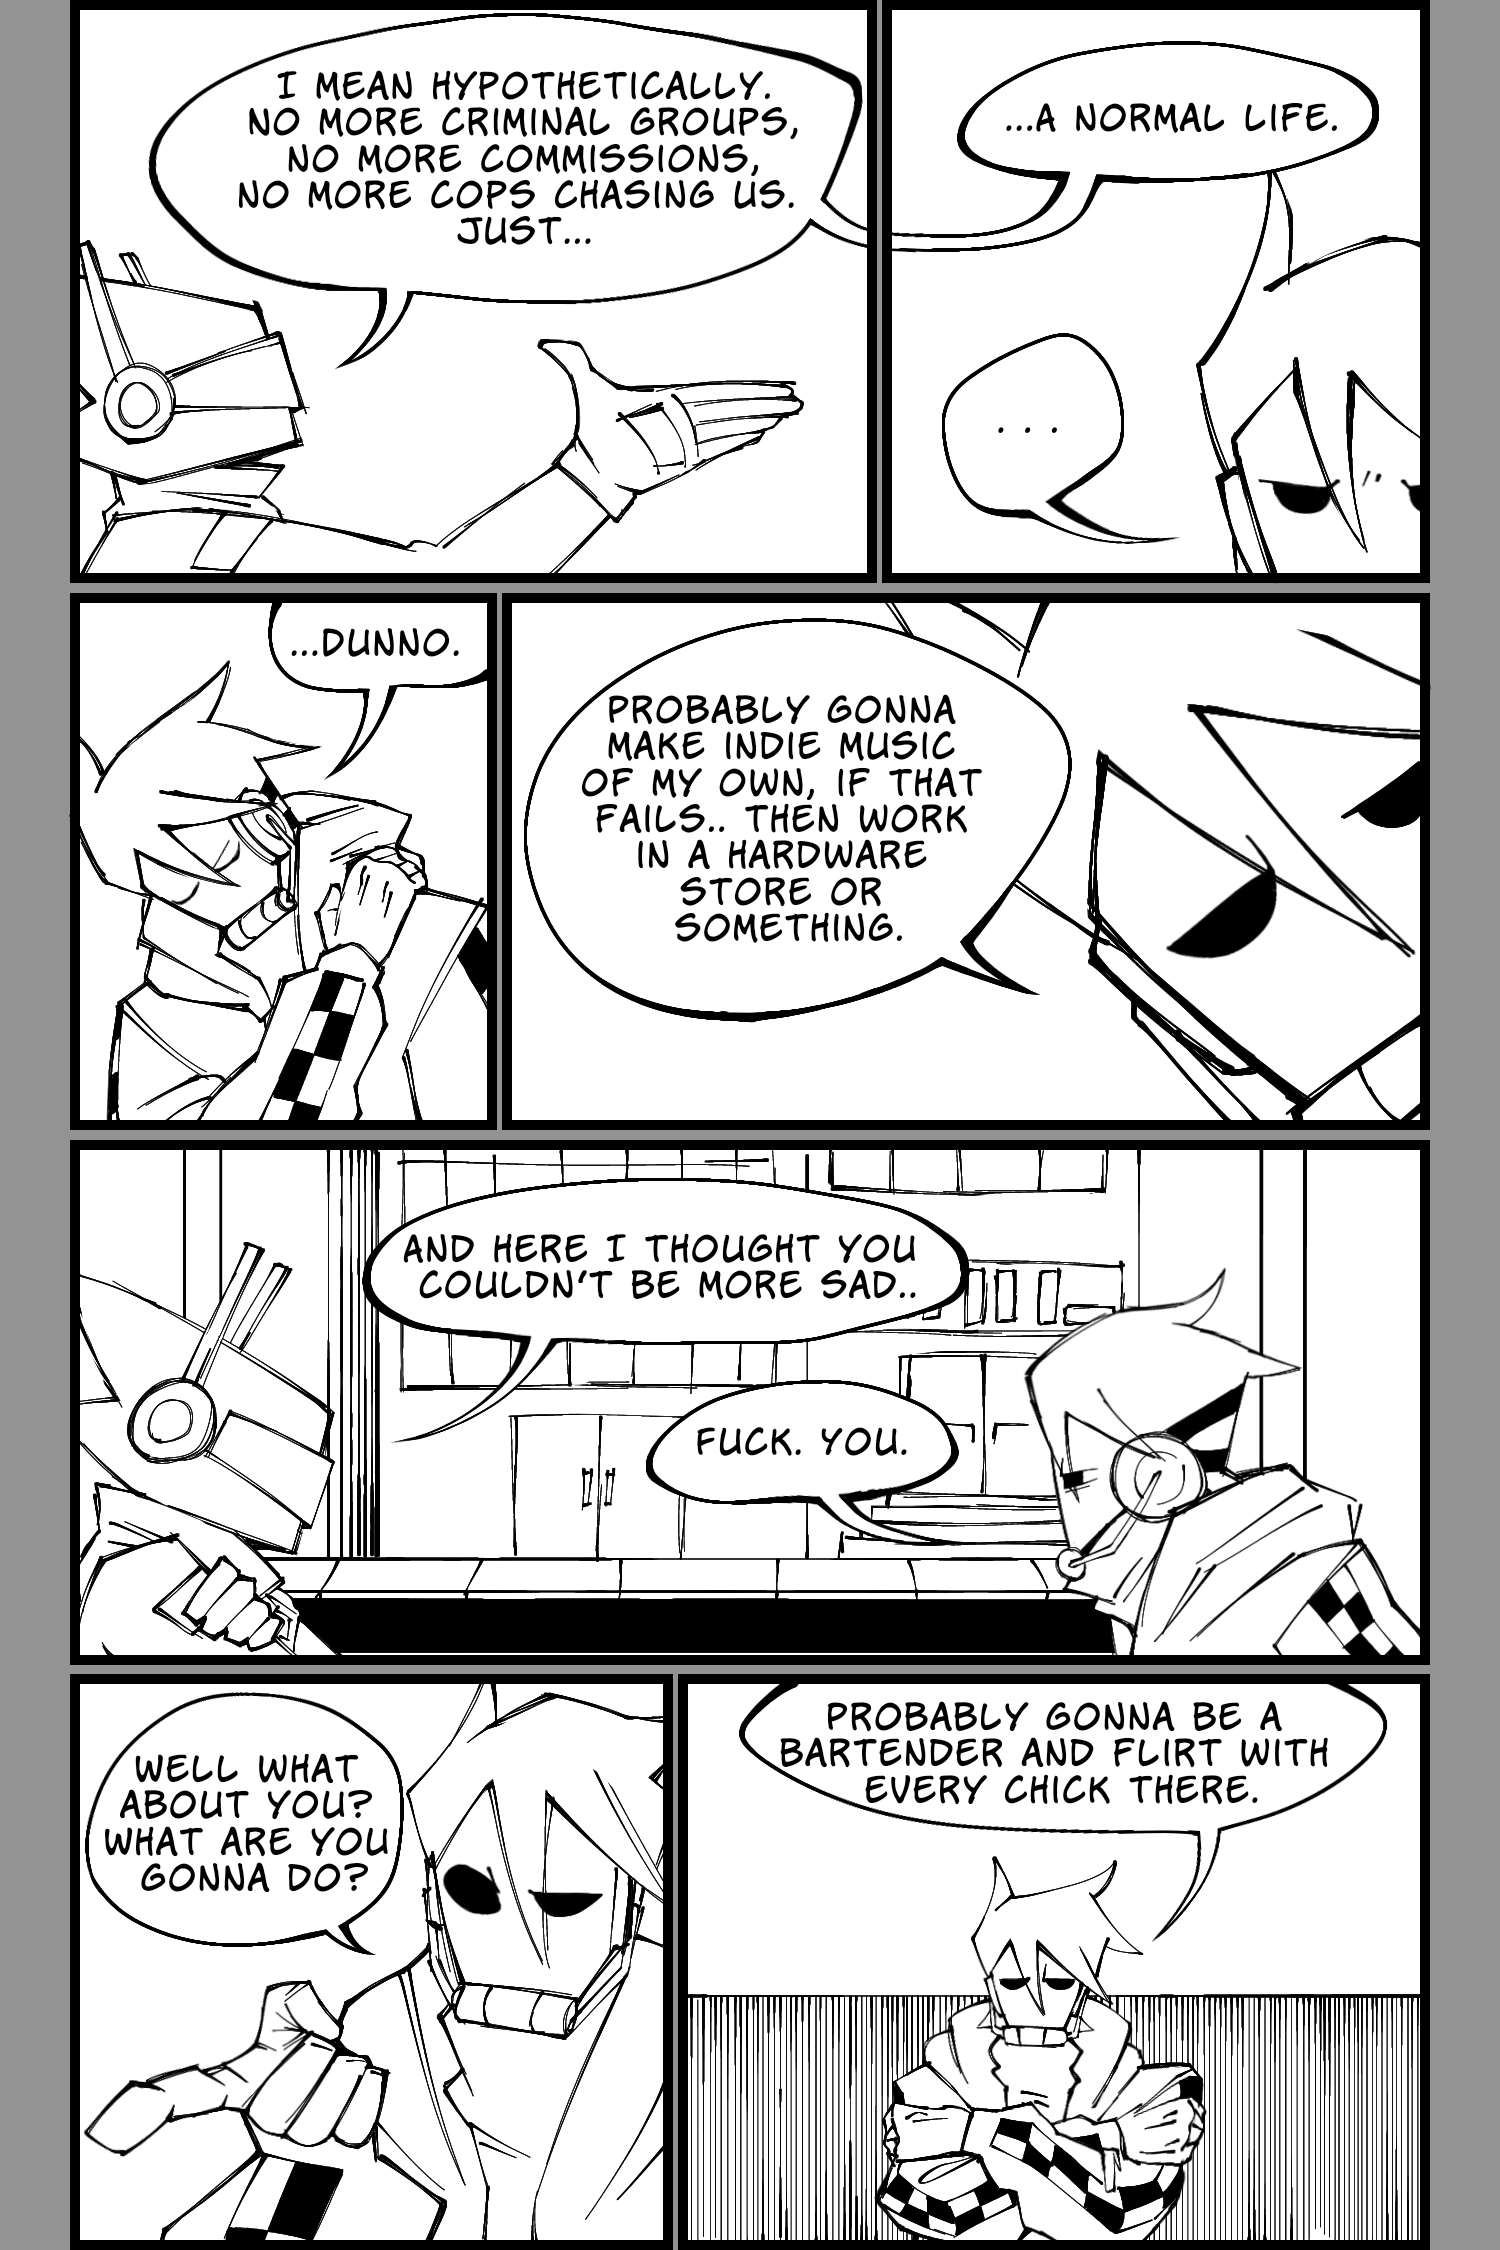 I MEAN HYPOTHETICALLY.
NO MORE CRIMINAL GROUPS,
NO MORE COMMISSIONS,
NO MORE COPS CHASING US.
JUST...
...A NORMAL LIFE.
...
...DUNNO.
PROBABLY GONNA
MAKE INDIE MUSIC
OF MY OWN, IF THAT
FAILS.. THEN WORK
IN A HARDWARE
STORE OR
SOMETHING.
AND HERE I THOUGHT YOU
COULDN'T BE MORE SAD..
FUCK. YOU.
WELL WHAT
ABOUT YOU?
WHAT ARE YOU
GONNA DO?
PROBABLY GONNA BE A
BARTENDER AND FLIRT WITH
EVERY CHICK THERE.